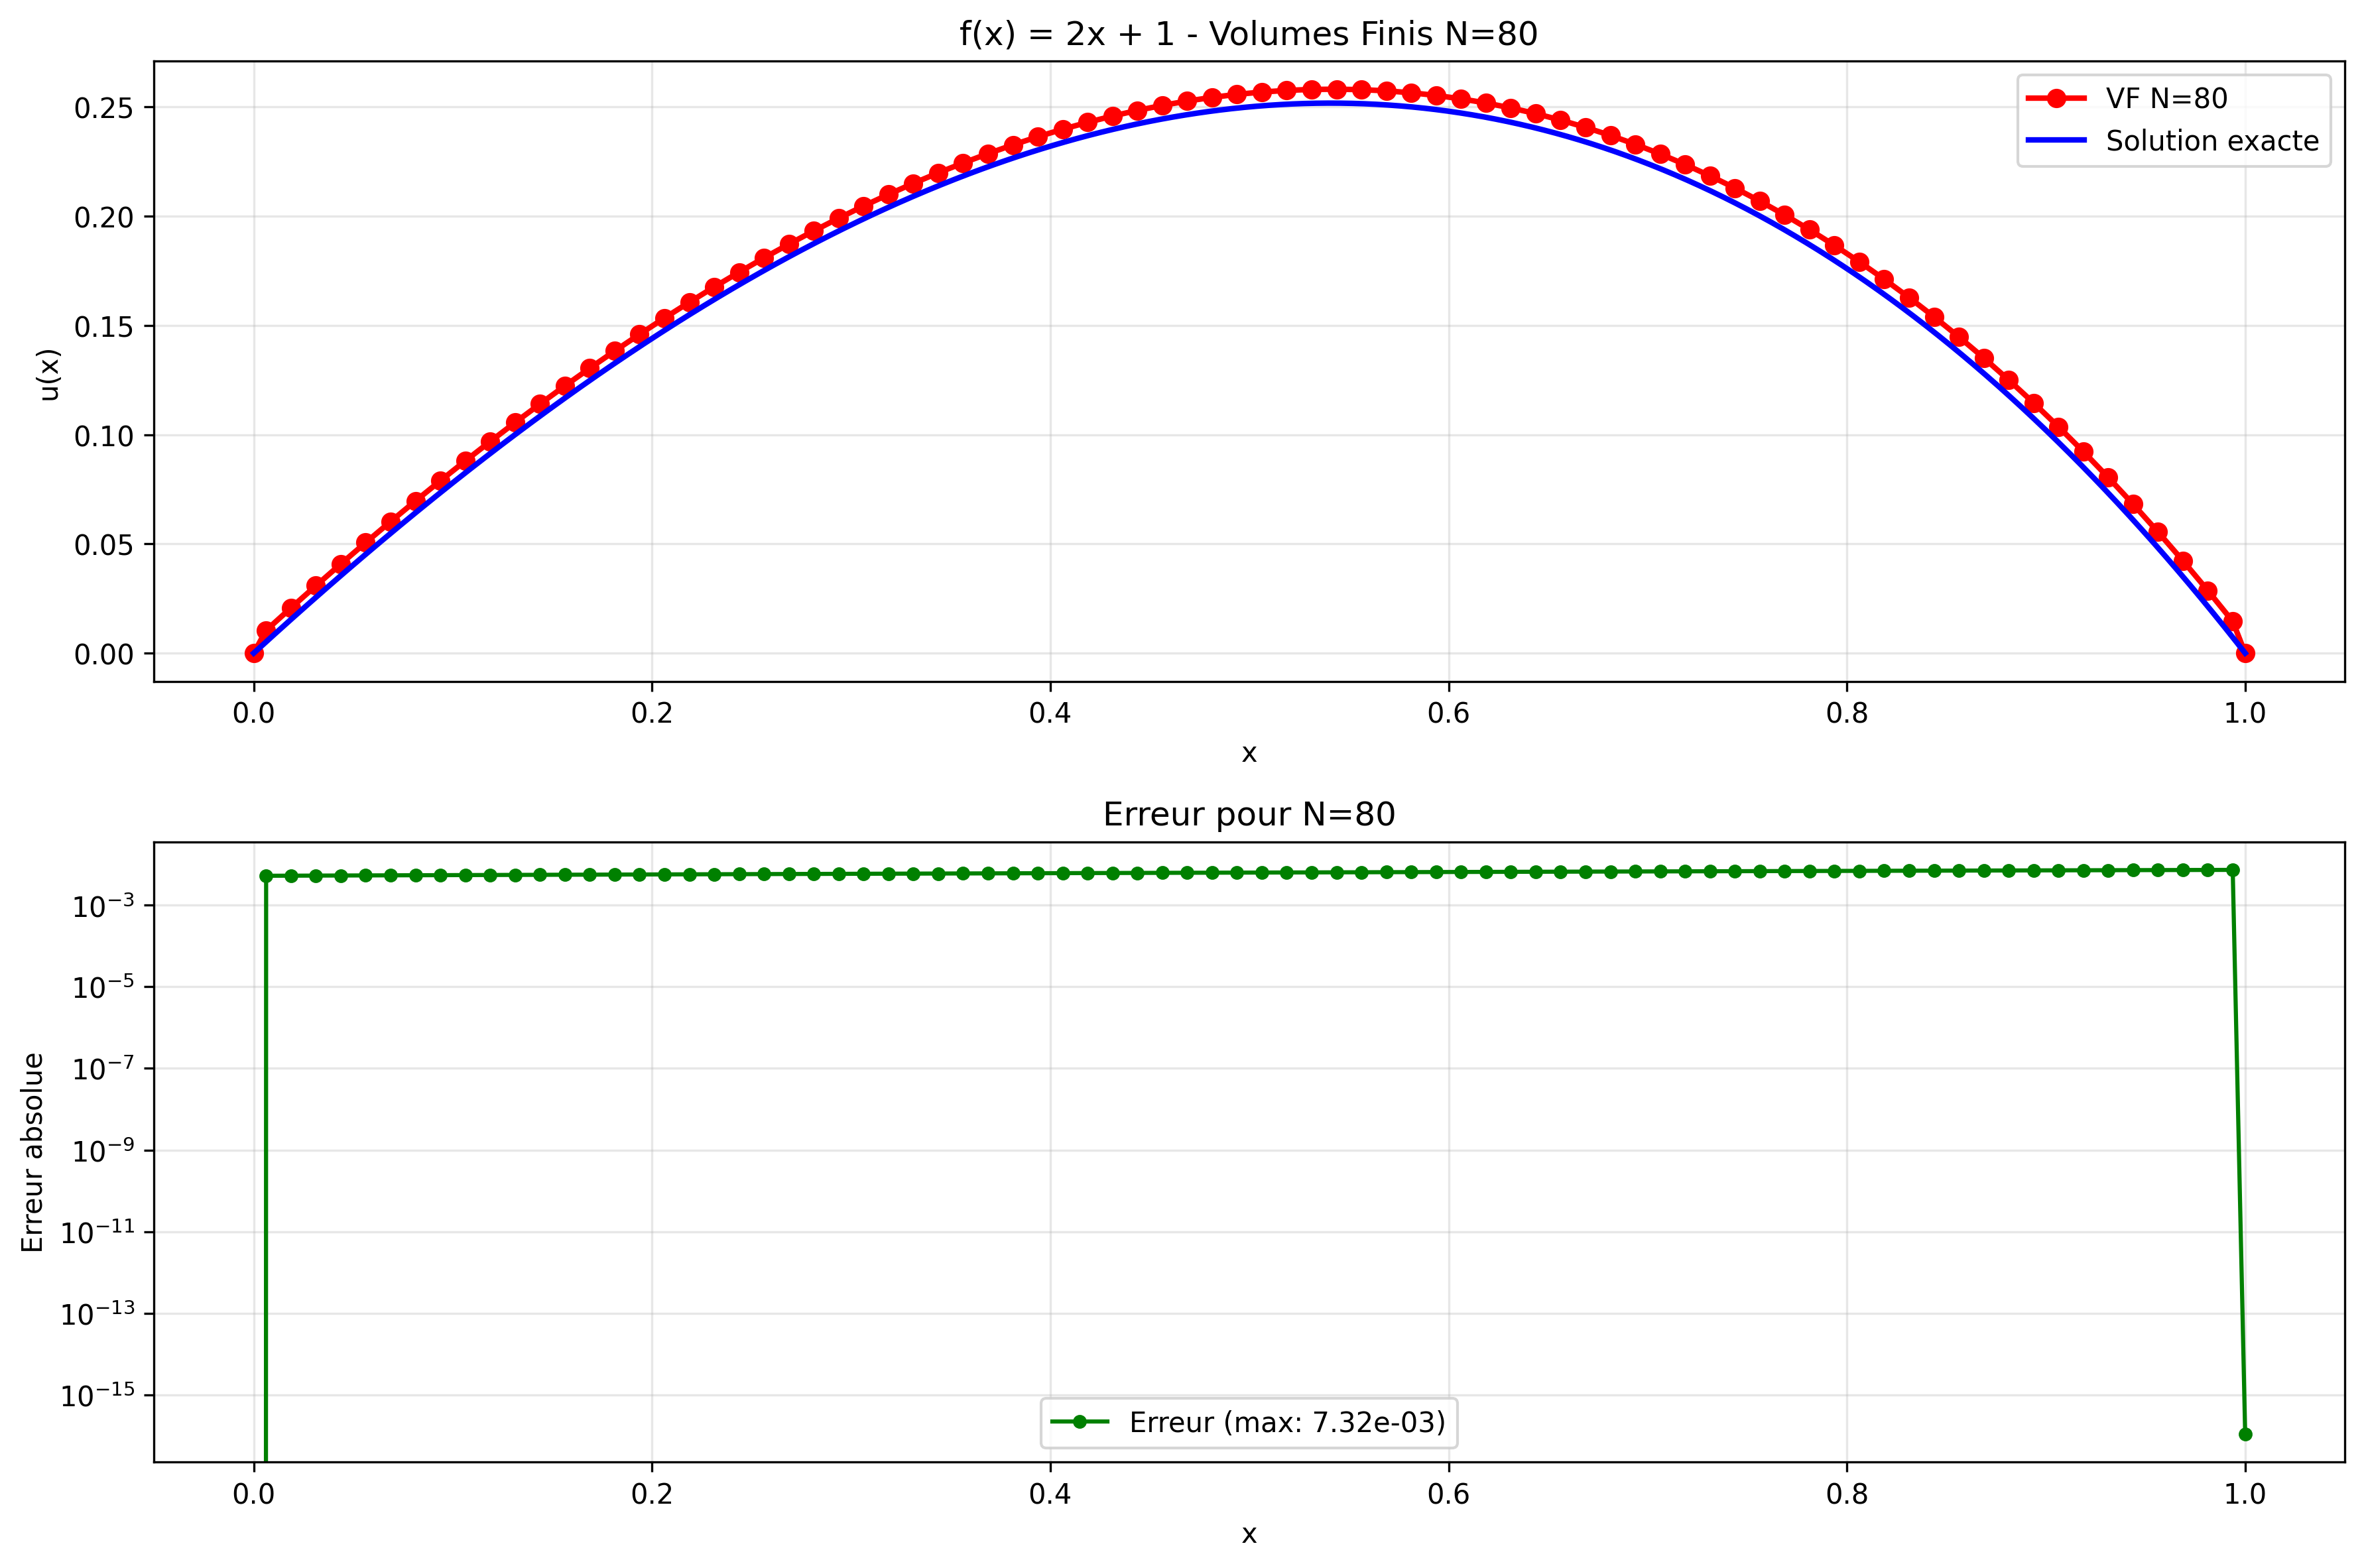 f(x) = 2x + 1 - Volumes Finis N=80
VF N=80
Solution exacte
u(x)
0.25
0.20
0.15
0.10
0.05
0.00
0.0 0.2 0.4 0.6 0.8 1.0
x
Erreur pour N=80
Erreur absolue
10⁻³
10⁻⁵
10⁻⁷
10⁻⁹
10⁻¹¹
10⁻¹³
10⁻¹⁵
Erreur (max: 7.32e-03)
0.0 0.2 0.4 0.6 0.8 1.0
x